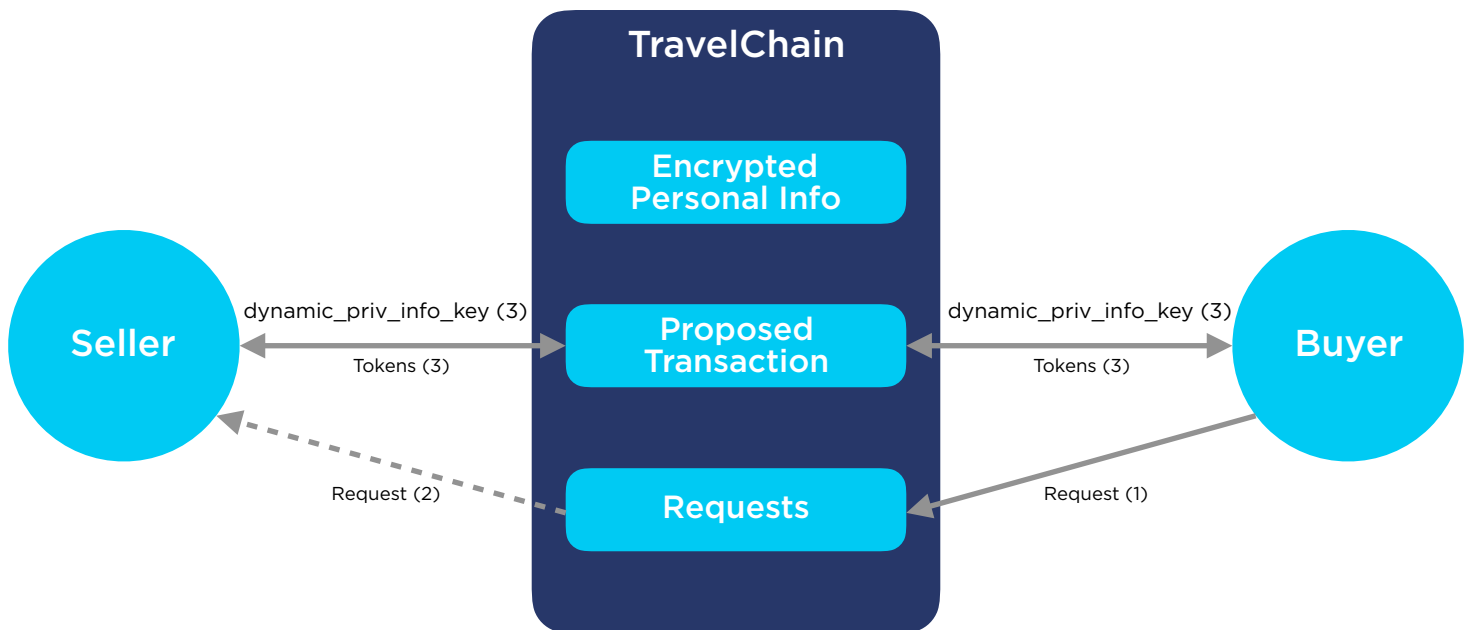 TravelChain
Encrypted
Personal Info
dynamic_priv_info_key (3)
Proposed
Transaction
dynamic_priv_info_key (3)
Seller
Buyer
Tokens (3)
Tokens (3)
Request (2)
Requests
Request (1)